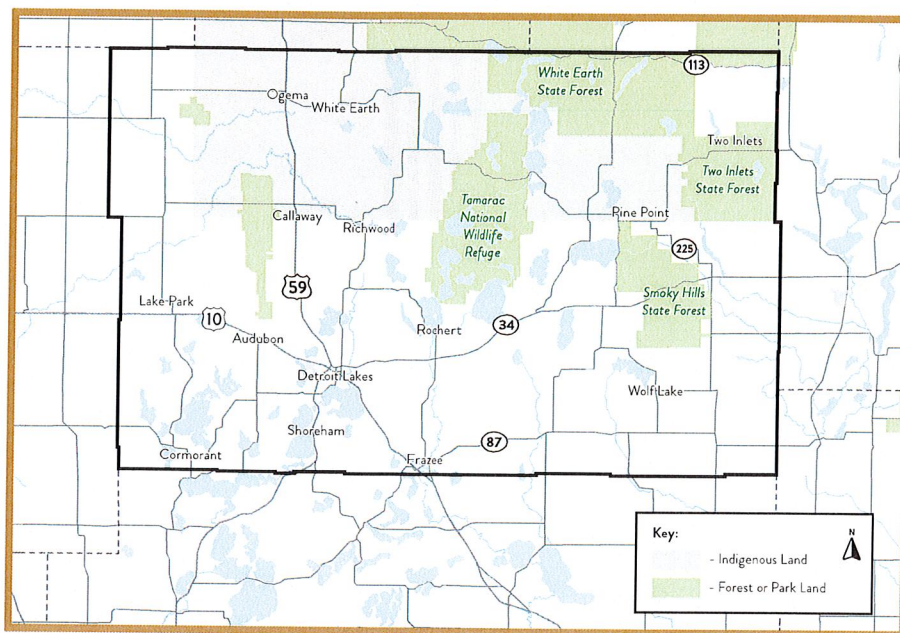 113
White Earth
State Forest
Ogema
White Earth
Two Inlets
Two Inlets
State Forest
Tamarac
National
Wildlife
Refuge
Callaway
Richwood
Pine Point
225
59
Smoky Hills
State Forest
Lake Park
10
Audubon
Rochert
34
Detroit Lakes
Wolf Lake
Shoreham
87
Cormorant
Frazee
Key:
N
- Indigenous Land
- Forest or Park Land